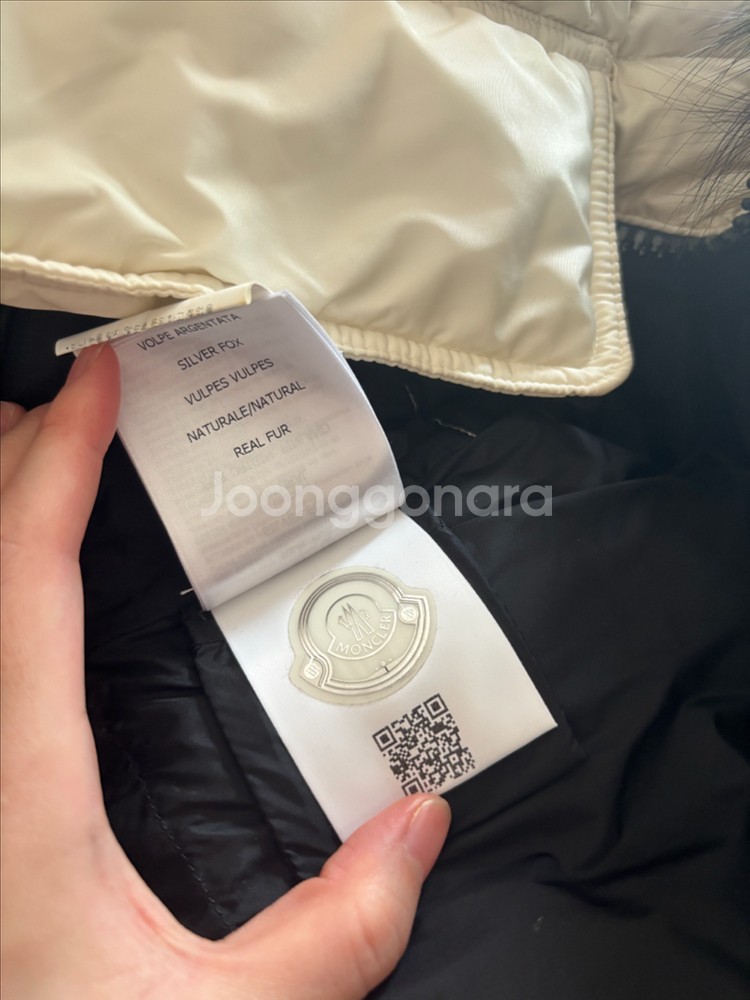 VOLPE ARGENTATA
SILVER FOX
VULPES VULPES
NATURALE/NATURAL
REAL FUR
Joonggonara
MONCLER